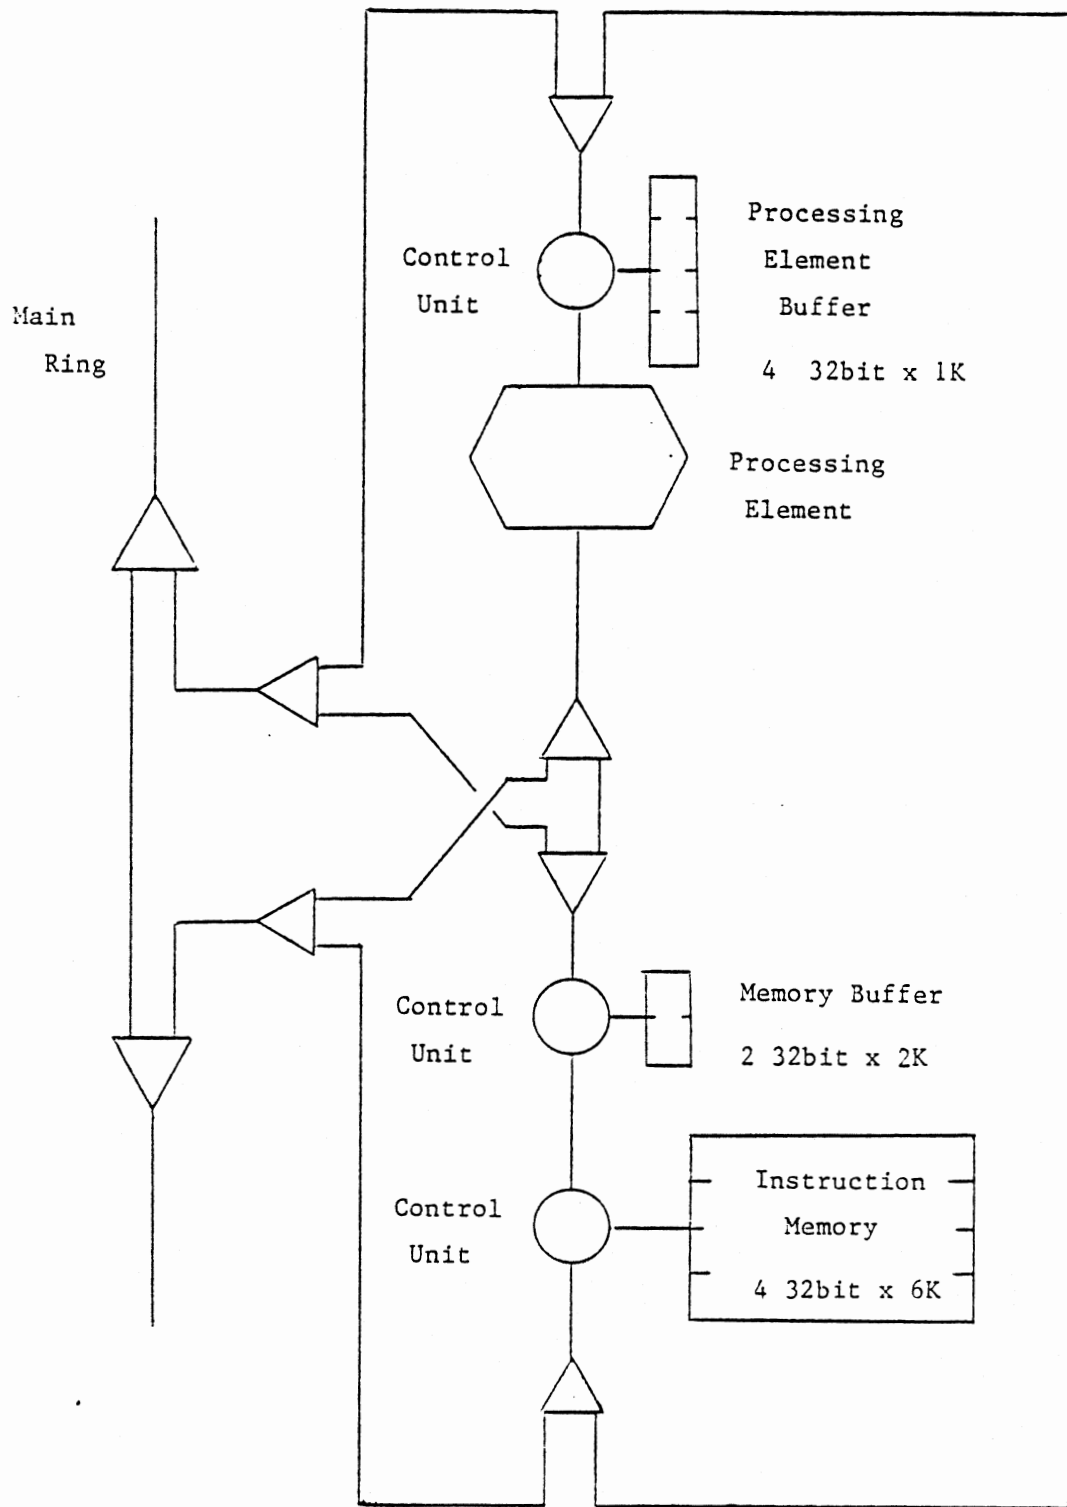 Processing
Element
Buffer
4 32bit x 1K
Control
Unit
Main
Ring
Processing
Element
Control
Unit
Memory Buffer
2 32bit x 2K
Control
Unit
Instruction
Memory
4 32bit x 6K